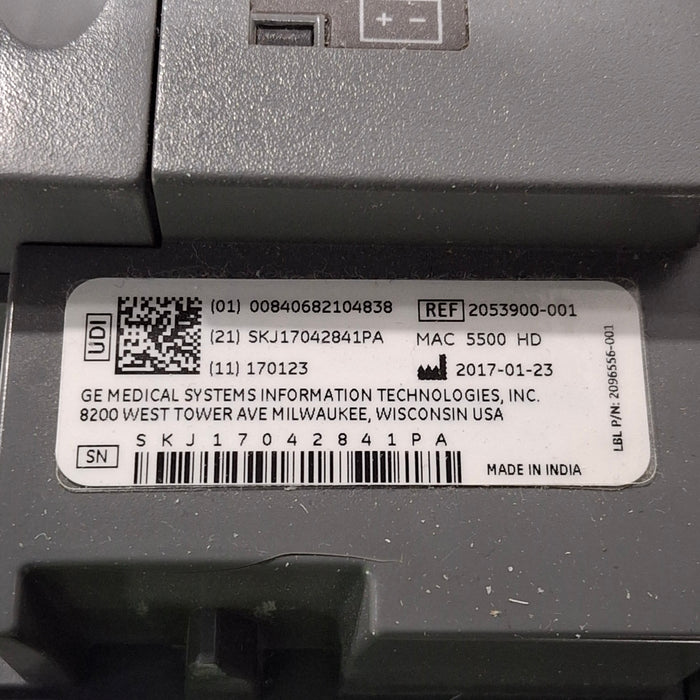 + -
UDI
(01) 00840682104838
REF 2053900-001
(21) SKJ17042841PA
MAC 5500 HD
(11) 170123
2017-01-23
GE MEDICAL SYSTEMS INFORMATION TECHNOLOGIES, INC.
8200 WEST TOWER AVE MILWAUKEE, WISCONSIN USA
SKJ17042841PA
SN
MADE IN INDIA
LBL P/N: 2096556-001